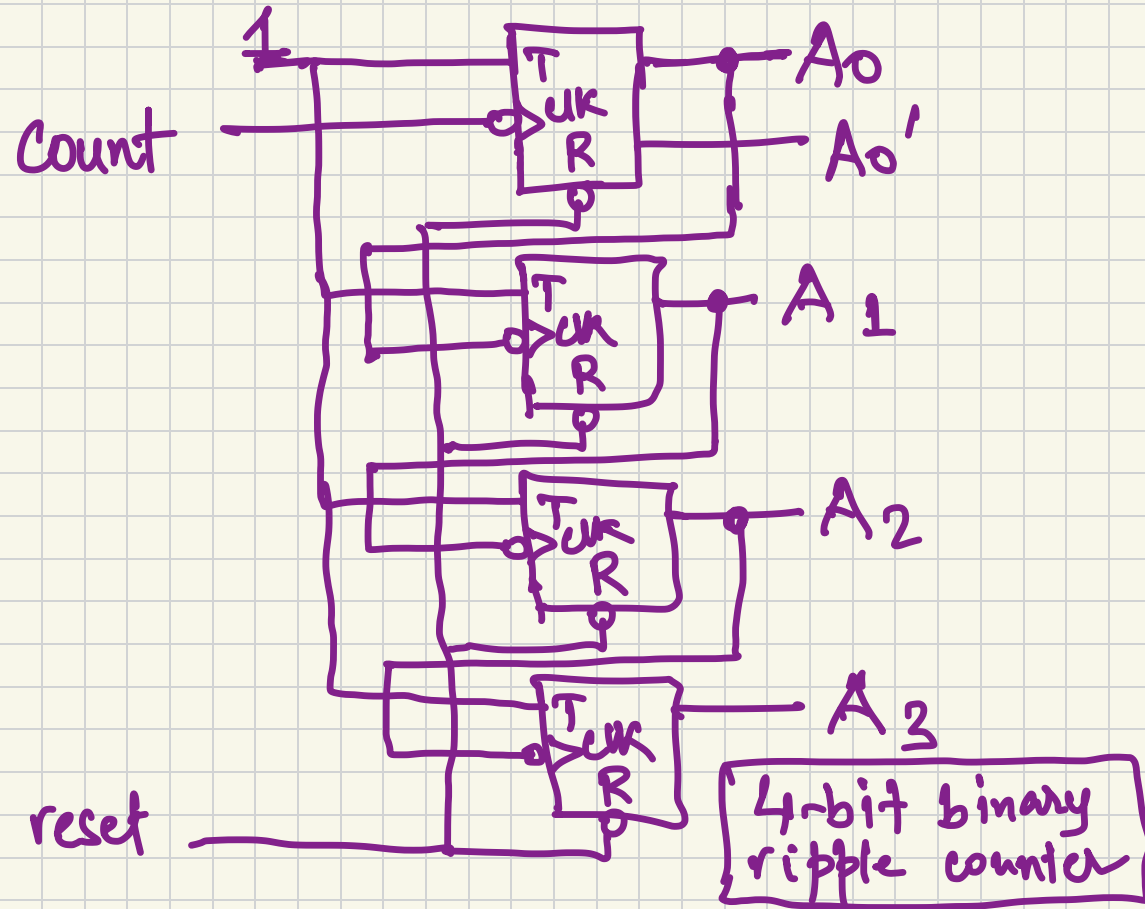 1
T
A0
Count
CLK
R
A0'
T
A1
CLK
R
T
A2
CLK
R
T
A3
CLK
R
reset
4-bit binary
ripple counter